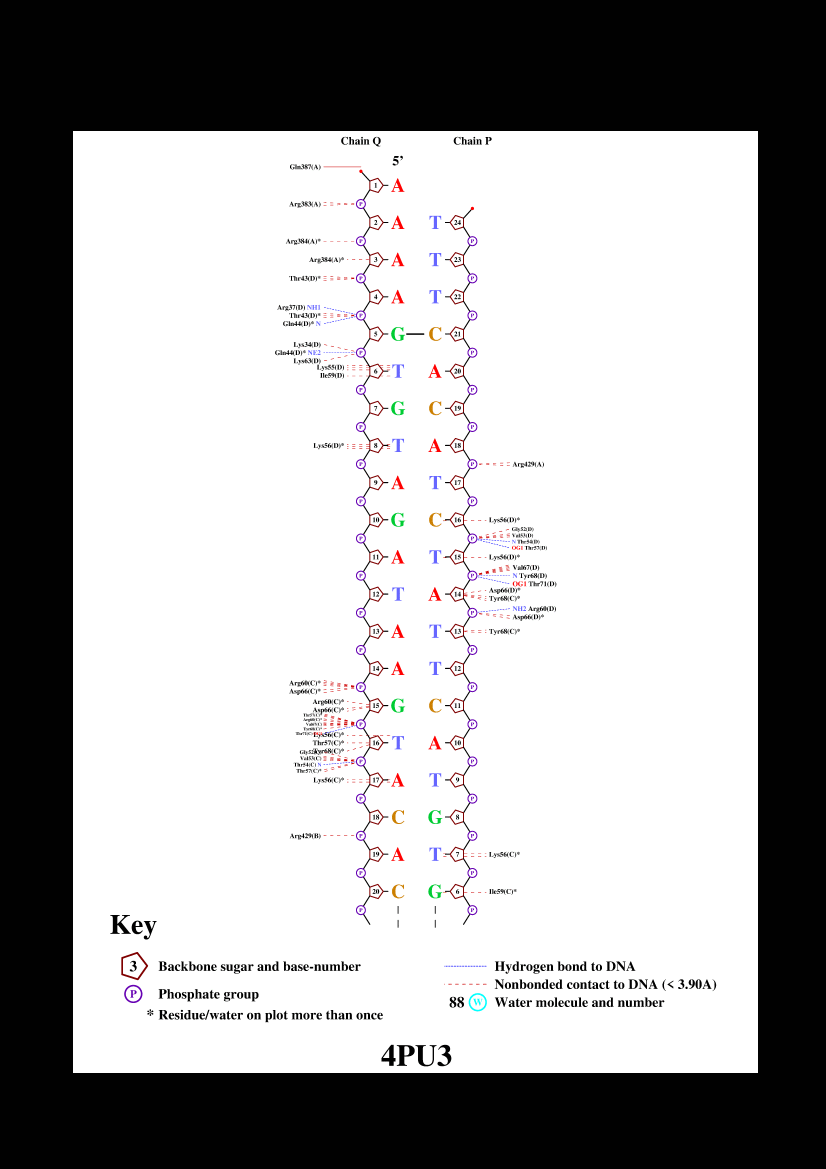 Chain Q Chain P
5'
Gln387(A)
1 A
Arg383(A) P
2 A T 24
Arg384(A)* P P
Arg384(A)* 3 A T 23
Thr43(D)* P P
4 A T 22
Arg37(D) NH1
Thr43(D)* P P
Gln44(D)* N
5 G C 21
Lys34(D)
Gln44(D)* NE2 P P
Lys63(D)
Lys55(D)
6 T A 20
Ile59(D)
P P
7 G C 19
P P
Lys56(D)* 8 T A 18
P P Arg429(A)
9 A T 17
P P
10 G C 16 Lys56(D)*
Gly52(D)
Val53(D)
P P N Thr54(D)
OG1 Thr57(D)
11 A T 15 Lys56(D)*
Val67(D)
P P N Tyr68(D)
OG1 Thr71(D)
Asp66(D)*
12 T A 14
Tyr68(C)*
NH2 Arg60(D)
P P
Asp66(D)*
13 A T 13 Tyr68(C)*
P P
14 A T 12
Arg60(C)*
P P
Asp66(C)*
Arg60(C)*
15 G C 11
Asp66(C)*
P P
Lys56(C)*
Thr57(C)* 16 T A 10
Tyr68(C)*
Val53(C)
P P
Thr54(C) N
Thr57(C)*
Lys56(C)* 17 A T 9
P P
18 C G 8
Arg429(B) P P
19 A T 7 Lys56(C)*
P P
20 C G 6 Ile59(C)*
P P
Key
3 Backbone sugar and base-number
P Phosphate group
* Residue/water on plot more than once
Hydrogen bond to DNA
Nonbonded contact to DNA (< 3.90A)
88 W Water molecule and number
4PU3